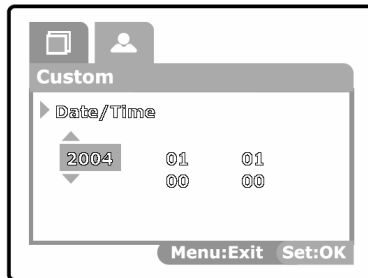 Custom
Date/Time
2004 01 01
00 00
Menu:Exit Set:OK